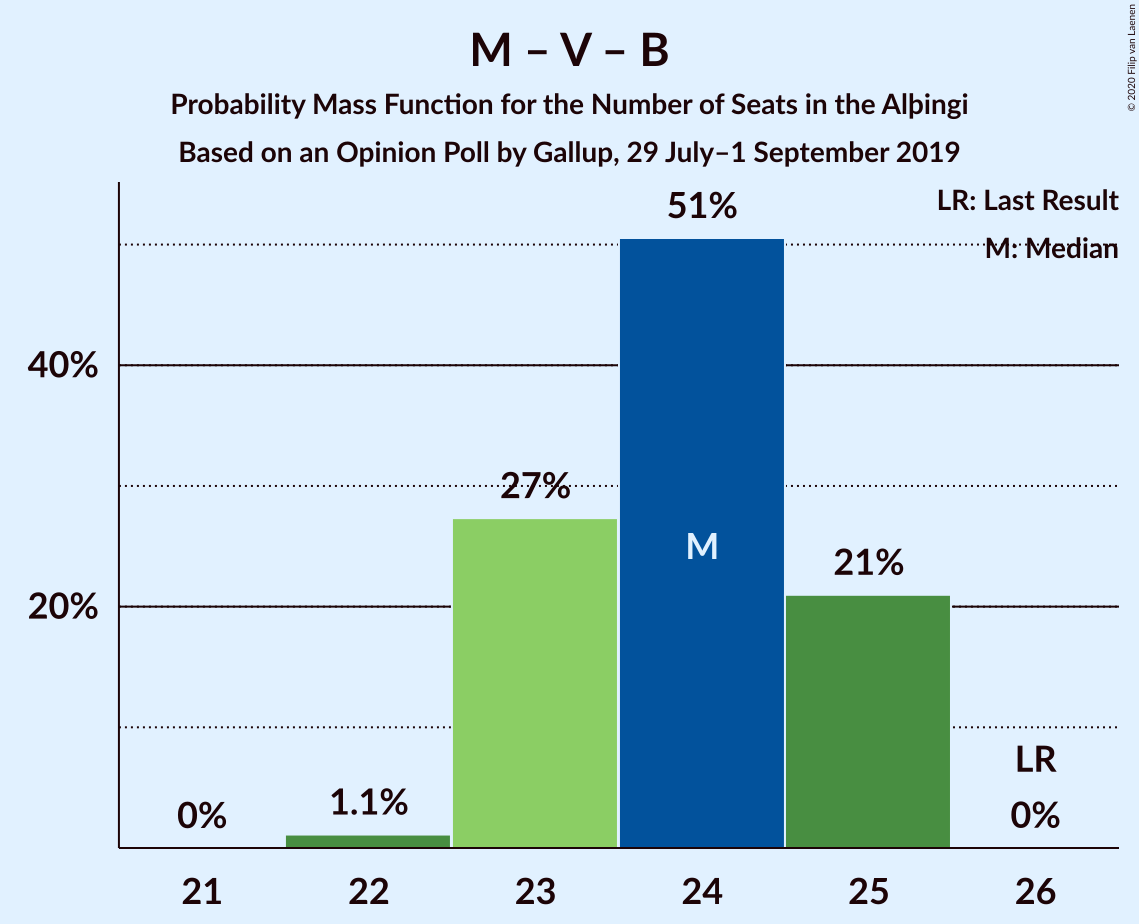 M – V – B
Probability Mass Function for the Number of Seats in the Alþingi
Based on an Opinion Poll by Gallup, 29 July–1 September 2019
© 2020 Filip van Laenen
LR: Last Result
M: Median
51%
40%
27%
M
21%
20%
LR
0%
1.1%
0%
21
22
23
24
25
26